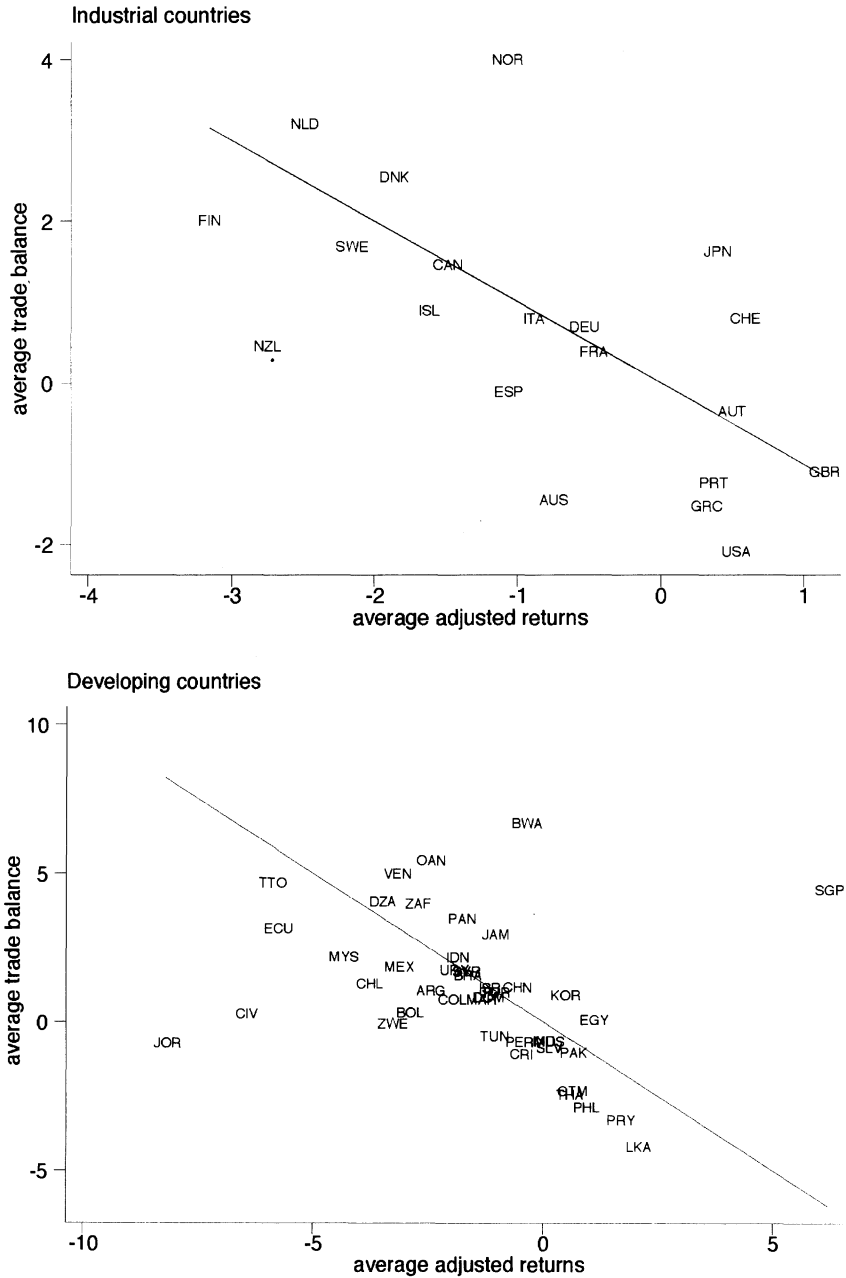 Industrial countries
4
NOR
NLD
DNK
2
FIN
SWE
JPN
CAN
ISL
ITA
DEU
CHE
NZL
FRA
0
ESP
AUT
GBR
PRT
AUS
GRC
-2
USA
average trade balance
-4 -3 -2 -1 0 1
average adjusted returns
Developing countries
10
BWA
OAN
5
VEN
TTO
SGP
DZA ZAF
PAN
ECU
JAM
MYS
IDN
MEX
CHL
ARG
CHN
KOR
COL
CIV
BOL
0
ZWE
EGY
TUN
JOR
PER
CRI
SLV
PAK
GTM
PHL
PRY
LKA
-5
average trade balance
-10 -5 0 5
average adjusted returns